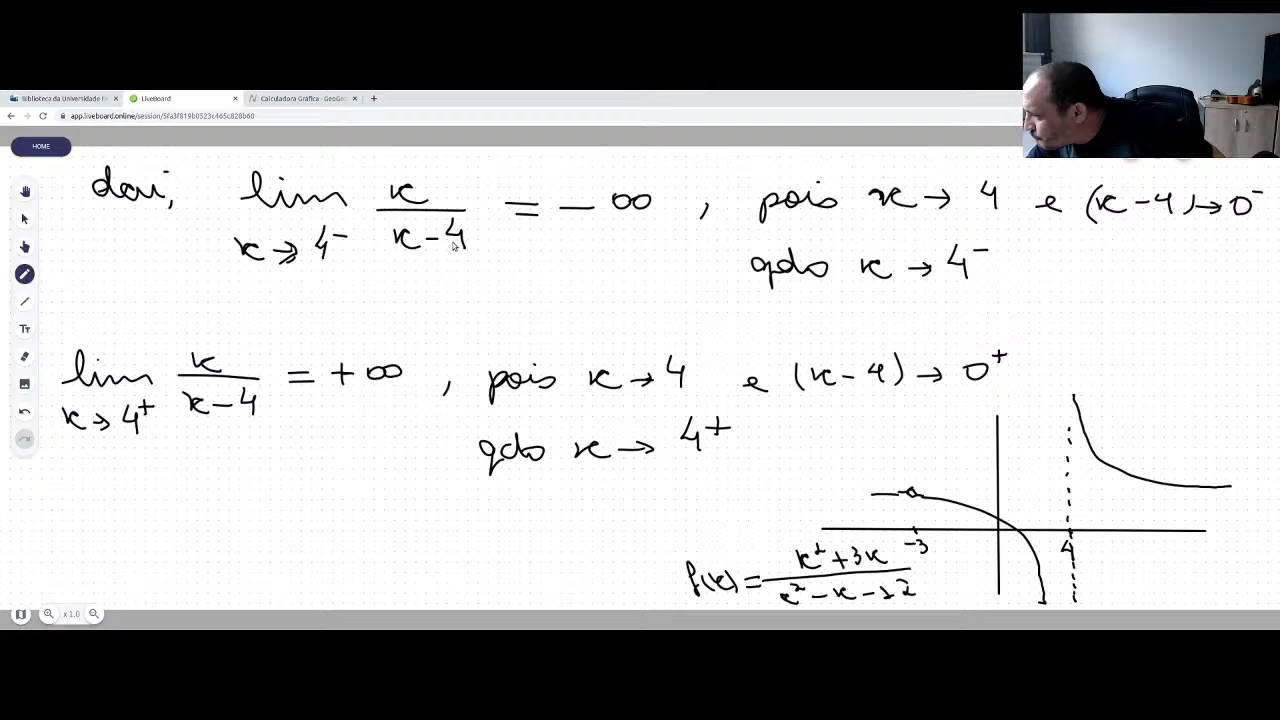 Biblioteca da Universidade F
LiveBoard
Calculadora Gráfica - GeoGe
app.liveboard.online/session/5fa3f819b0523c465c828b60
HOME
daí, lim x/(x-4) = -∞, pois x → 4 e (x-4) → 0⁻
x → 4⁻
qdo x → 4⁻
lim x/(x-4) = +∞, pois x → 4 e (x-4) → 0⁺
x → 4⁺
qdo x → 4⁺
-3
4
f(x) = (x²+3x)/(x²-x-12)
Tт
x 1.0